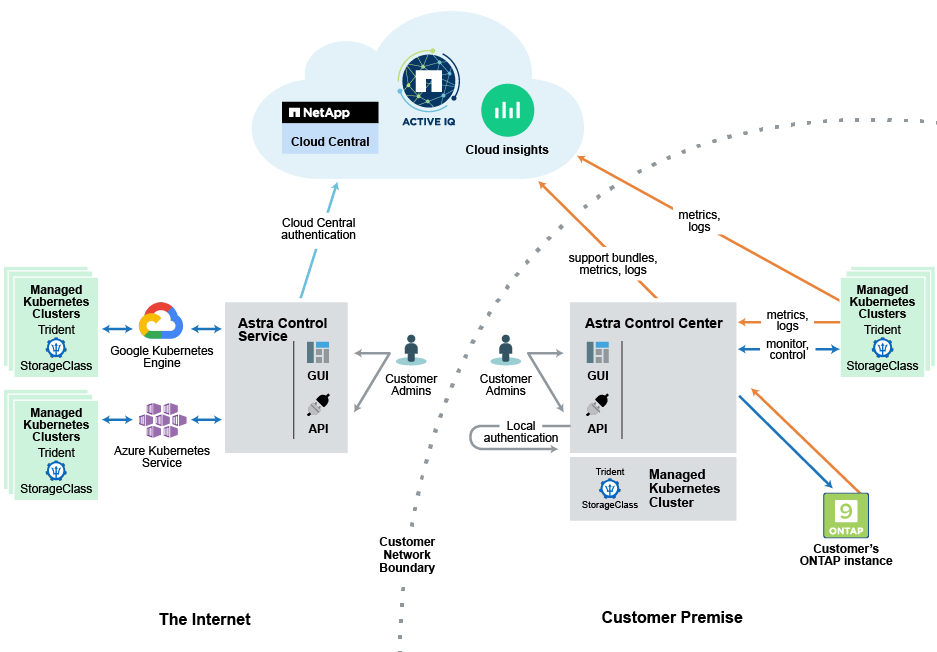 NetApp
Cloud Central
ACTIVE IQ
Cloud insights
Cloud Central
authentication
metrics,
logs
support bundles,
metrics, logs
Managed
Kubernetes
Clusters
Trident
StorageClass
Google Kubernetes
Engine
Astra Control
Service
GUI
API
Customer
Admins
Managed
Kubernetes
Clusters
Trident
StorageClass
Azure Kubernetes
Service
Customer
Admins
Astra Control Center
GUI
API
Local
authentication
metrics,
logs
monitor,
control
Managed
Kubernetes
Clusters
Trident
StorageClass
Trident
StorageClass
Managed
Kubernetes
Cluster
9
ONTAP
Customer's
ONTAP instance
Customer
Network
Boundary
The Internet
Customer Premise